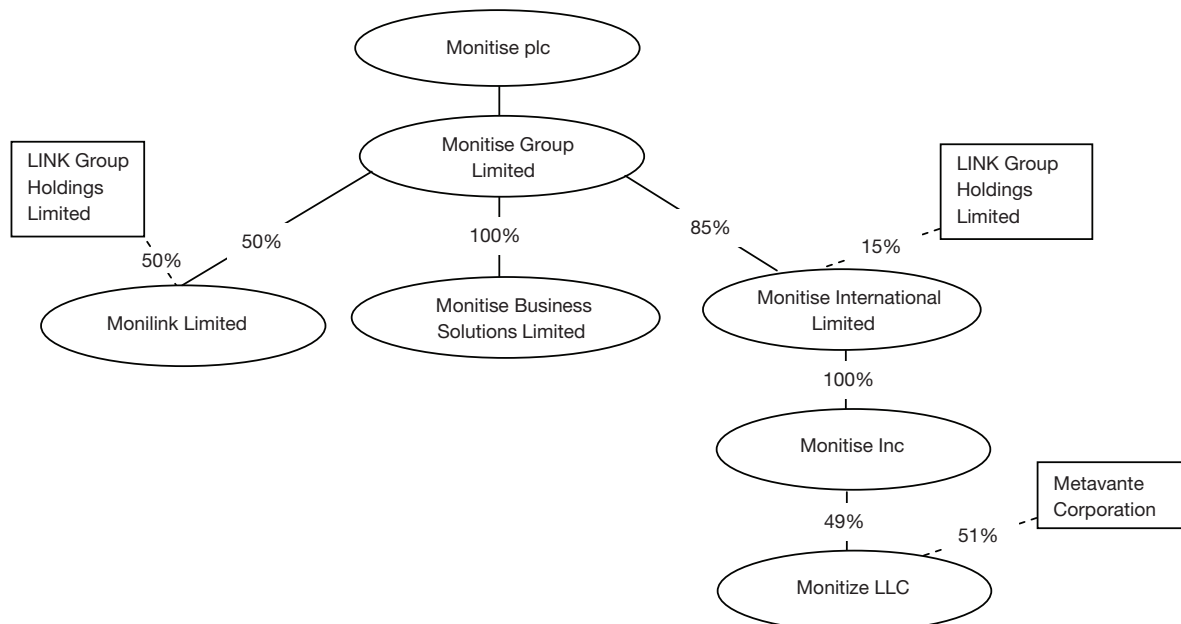 Monitise plc
Monitise Group
Limited
LINK Group
Holdings
Limited
LINK Group
Holdings
Limited
50%
50%
100%
85%
15%
Monilink Limited
Monitise Business
Solutions Limited
Monitise International
Limited
100%
Monitise Inc
Metavante
Corporation
49%
51%
Monitize LLC